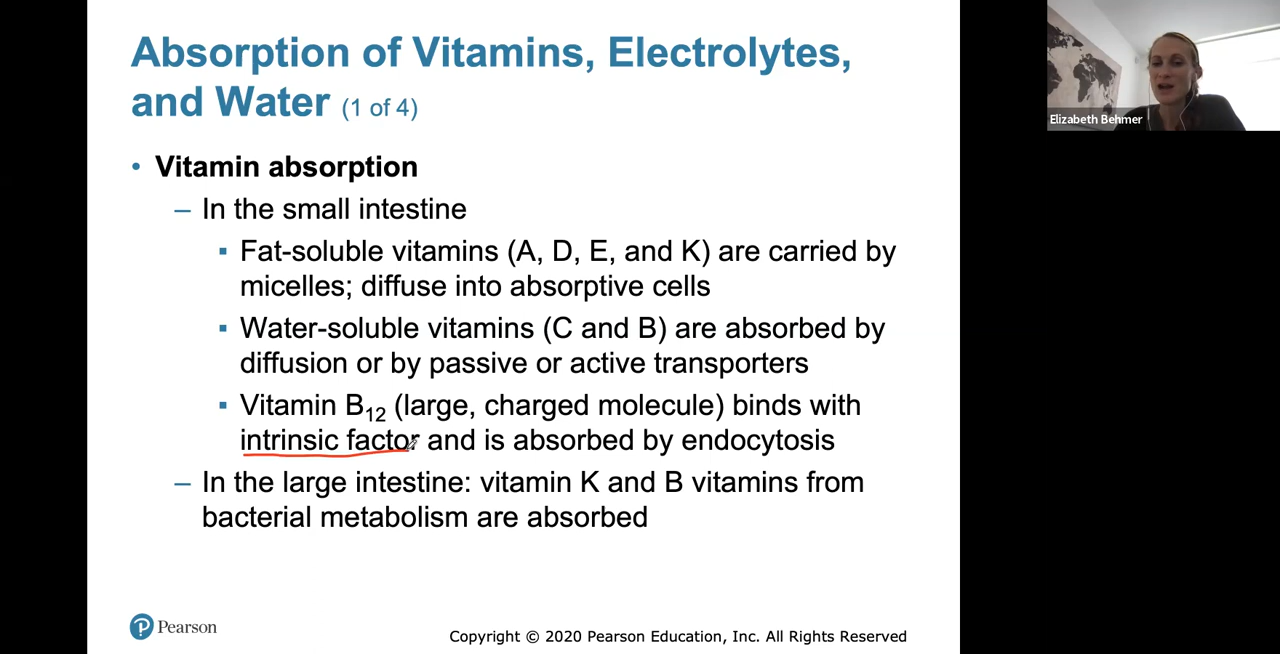 Absorption of Vitamins, Electrolytes,
and Water (1 of 4)
Elizabeth Behmer
• Vitamin absorption
– In the small intestine
▪ Fat-soluble vitamins (A, D, E, and K) are carried by
micelles; diffuse into absorptive cells
▪ Water-soluble vitamins (C and B) are absorbed by
diffusion or by passive or active transporters
▪ Vitamin B₁₂ (large, charged molecule) binds with
intrinsic factor and is absorbed by endocytosis
– In the large intestine: vitamin K and B vitamins from
bacterial metabolism are absorbed
P Pearson
Copyright © 2020 Pearson Education, Inc. All Rights Reserved